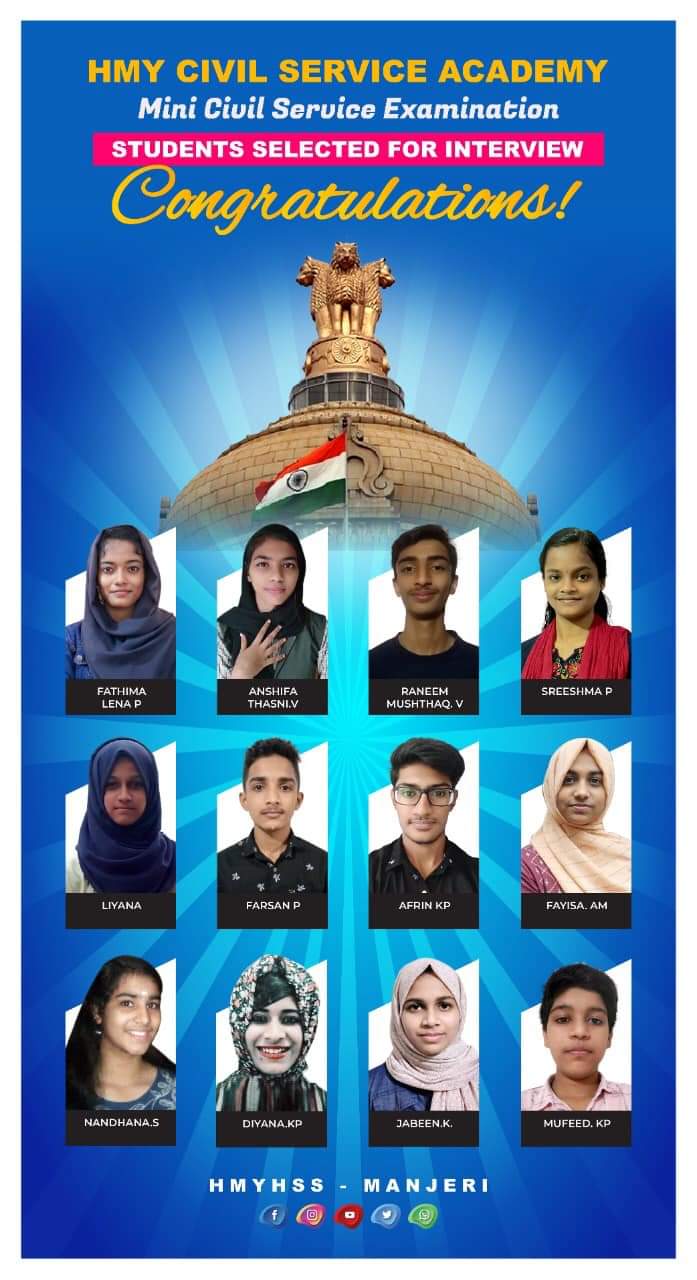 HMY CIVIL SERVICE ACADEMY
Mini Civil Service Examination
STUDENTS SELECTED FOR INTERVIEW
Congratulations!
FATHIMA
LENA P
ANSHIFA
THASNI.V
RANEEM
MUSHTHAQ. V
SREESHMA P
LIYANA
FARSAN P
AFRIN KP
FAYISA. AM
NANDHANA.S
DIYANA.KP
JABEEN.K.
MUFEED. KP
HMYHSS - MANJERI